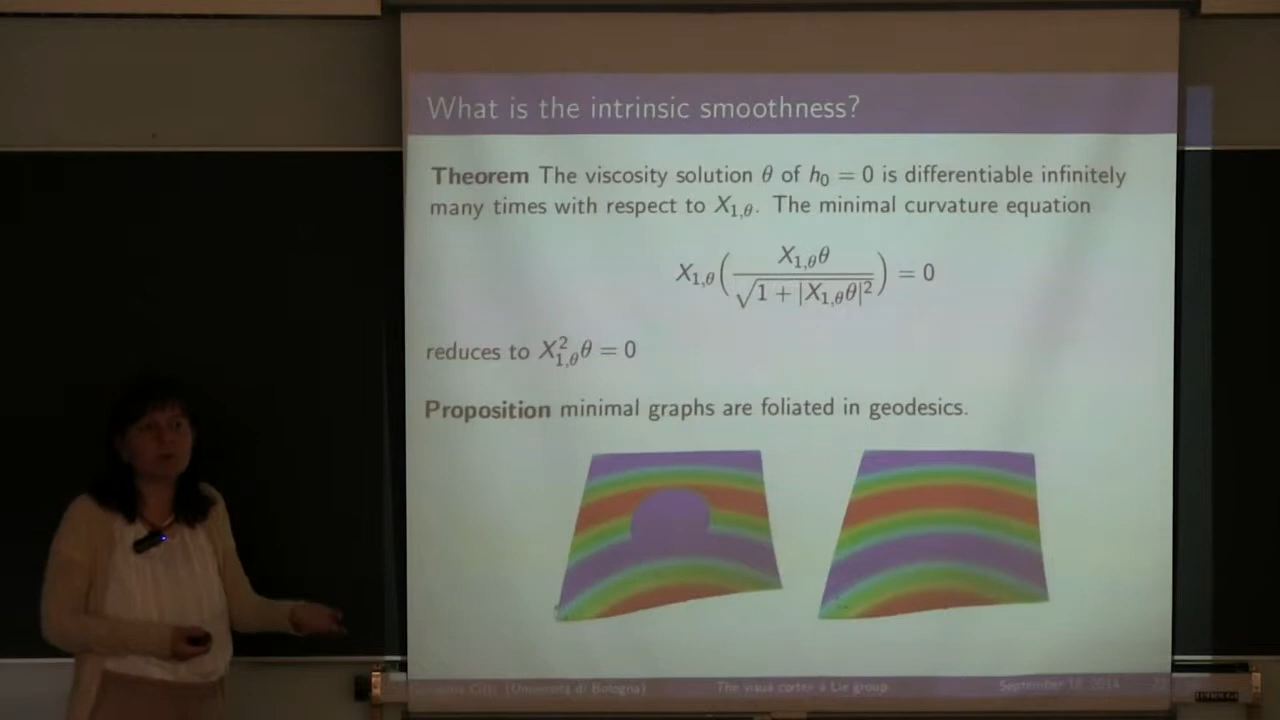 What is the intrinsic smoothness?
Theorem The viscosity solution θ of h₀ = 0 is differentiable infinitely
many times with respect to X₁,θ. The minimal curvature equation
X₁,θ( X₁,θθ / √(1 + |X₁,θθ|²) ) = 0
reduces to X²₁,θθ = 0
Proposition minimal graphs are foliated in geodesics.
(Università di Bologna) The visual cortex a Lie group September 2014